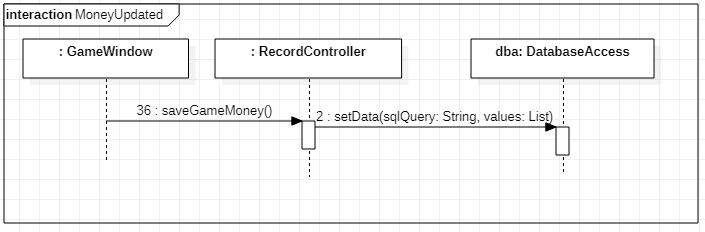 interaction MoneyUpdated
: GameWindow
: RecordController
dba: DatabaseAccess
36 : saveGameMoney()
2 : setData(sqlQuery: String, values: List)